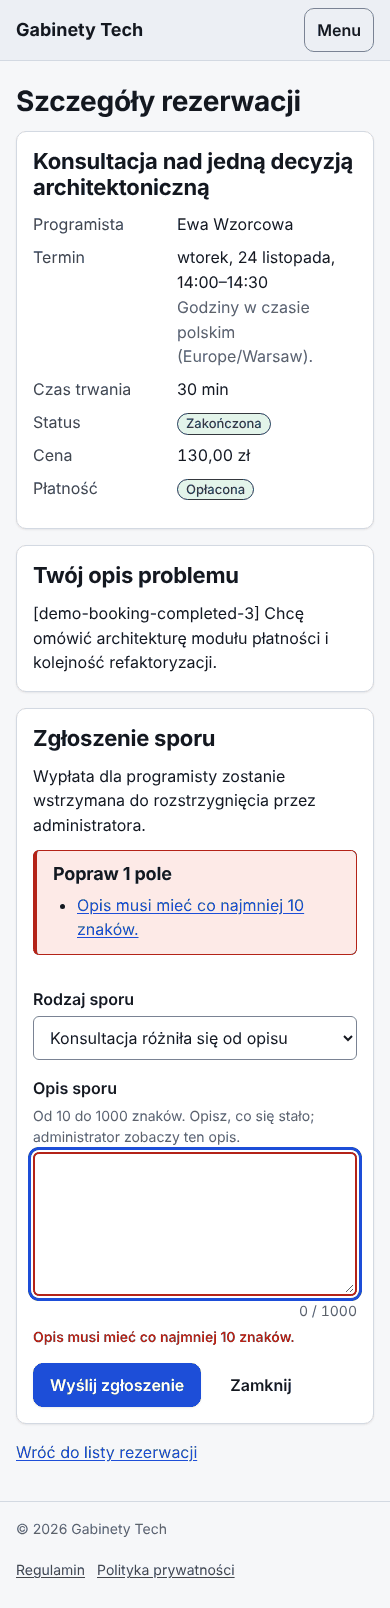 Gabinety Tech
Menu
Szczegóły rezerwacji
Konsultacja nad jedną decyzją
architektoniczną
Programista
Ewa Wzorcowa
Termin
wtorek, 24 listopada,
14:00–14:30
Godziny w czasie
polskim
(Europe/Warsaw).
Czas trwania
30 min
Status
Zakończona
Cena
130,00 zł
Płatność
Opłacona
Twój opis problemu
[demo-booking-completed-3] Chcę
omówić architekturę modułu płatności i
kolejność refaktoryzacji.
Zgłoszenie sporu
Wypłata dla programisty zostanie
wstrzymana do rozstrzygnięcia przez
administratora.
Popraw 1 pole
Opis musi mieć co najmniej 10
znaków.
Rodzaj sporu
Konsultacja różniła się od opisu
Opis sporu
Od 10 do 1000 znaków. Opisz, co się stało;
administrator zobaczy ten opis.
0 / 1000
Opis musi mieć co najmniej 10 znaków.
Wyślij zgłoszenie
Zamknij
Wróć do listy rezerwacji
© 2026 Gabinety Tech
Regulamin Polityka prywatności